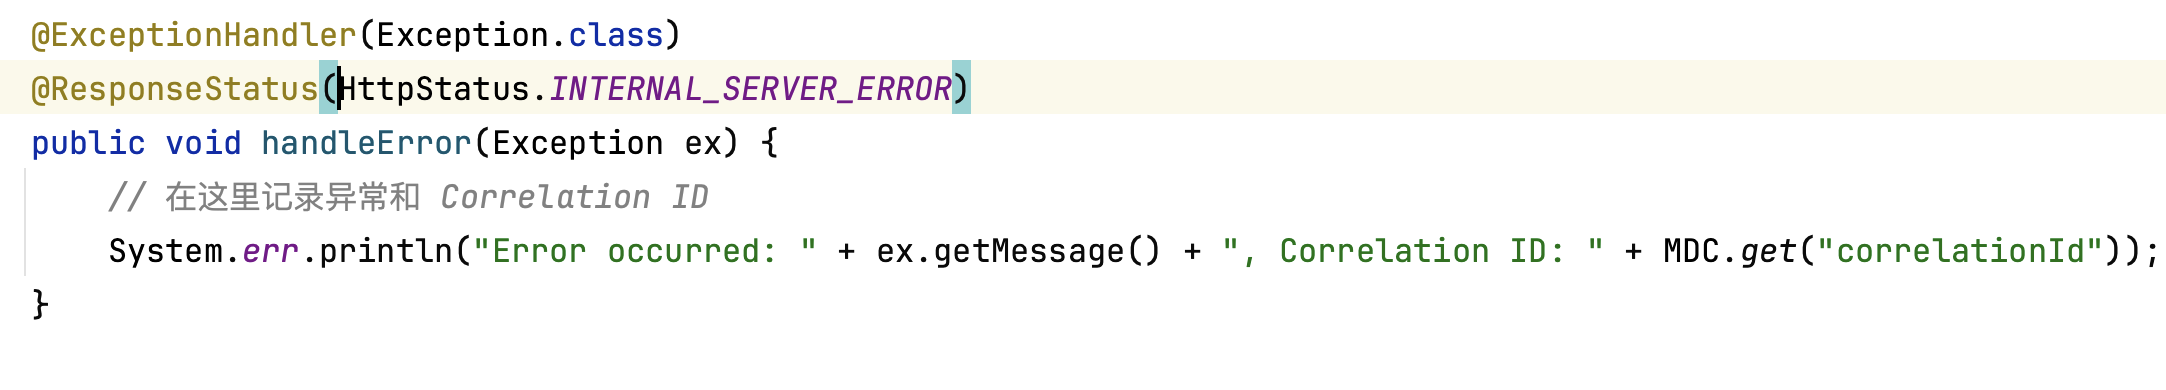 @ExceptionHandler(Exception.class)
@ResponseStatus(HttpStatus.INTERNAL_SERVER_ERROR)
public void handleError(Exception ex) {
    // 在这里记录异常和 Correlation ID
    System.err.println("Error occurred: " + ex.getMessage() + ", Correlation ID: " + MDC.get("correlationId"));
}